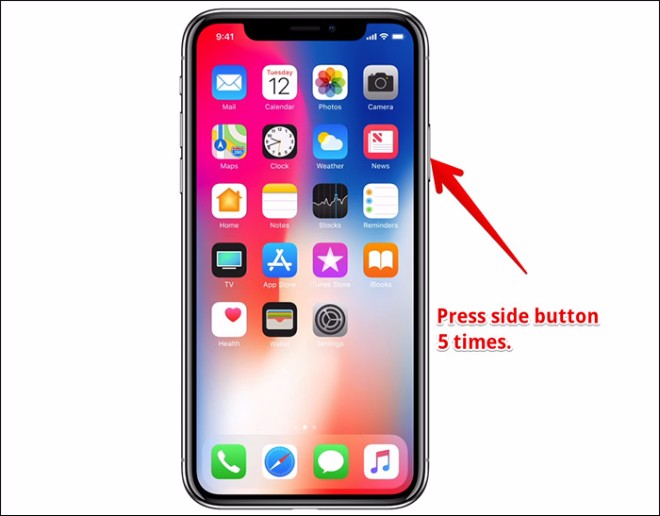 9:41
Tuesday
12
Mail Calendar Photos Camera
Maps Clock Weather News
Home Notes Stocks Reminders
TV App Store iTunes Store iBooks
Health Wallet Settings
Press side button
5 times.